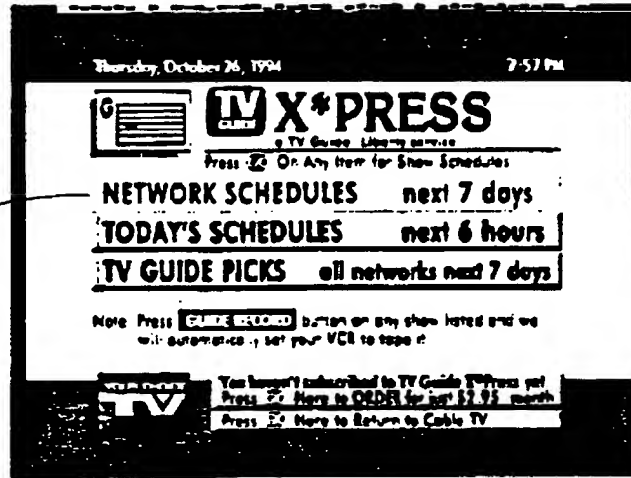 Thursday, October 26, 1994 7:57 PM
G
TV GUIDE X*PRESS
a TV Guide Liberty service
Press On Any Item for Show Schedules
NETWORK SCHEDULES next 7 days
TODAY'S SCHEDULES next 6 hours
TV GUIDE PICKS all networks next 7 days
Note Press GUIDE RECORD button on any show listed and we
will automatically set your VCR to tape it
TV
You haven't subscribed to TV Guide X*Press yet
Press Here to ORDER for just $2.95 month
Press Here to Return to Cable TV